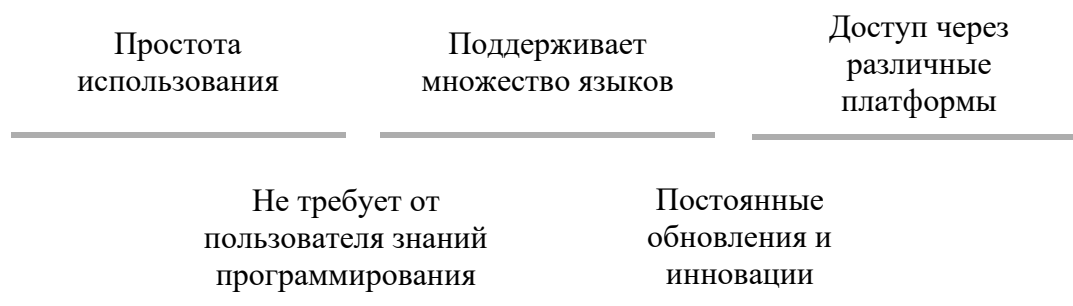 Простота
использования
Поддерживает
множество языков
Доступ через
различные
платформы
Не требует от
пользователя знаний
программирования
Постоянные
обновления и
инновации